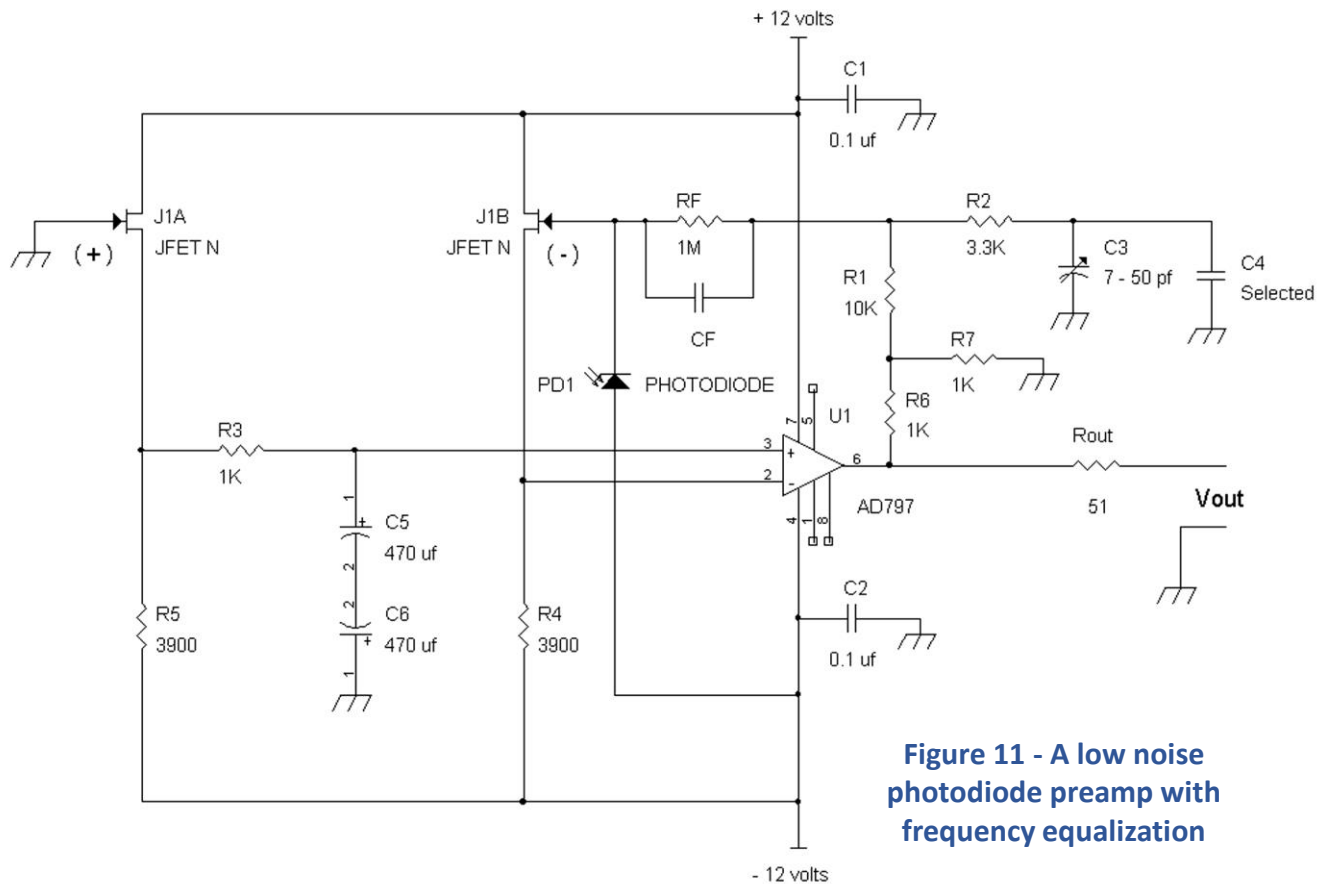 + 12 volts
C1
0.1 uf
J1A
JFET N
(+)
J1B
JFET N
(-)
RF
1M
CF
R2
3.3K
C3
7 - 50 pf
C4
Selected
R1
10K
R7
1K
R6
1K
PD1
PHOTODIODE
U1
7
5
3
+
2
-
6
4
1
8
AD797
Rout
51
Vout
R3
1K
1
+
C5
470 uf
2
2
C6
470 uf
+
1
R5
3900
R4
3900
C2
0.1 uf
- 12 volts
Figure 11 - A low noise
photodiode preamp with
frequency equalization